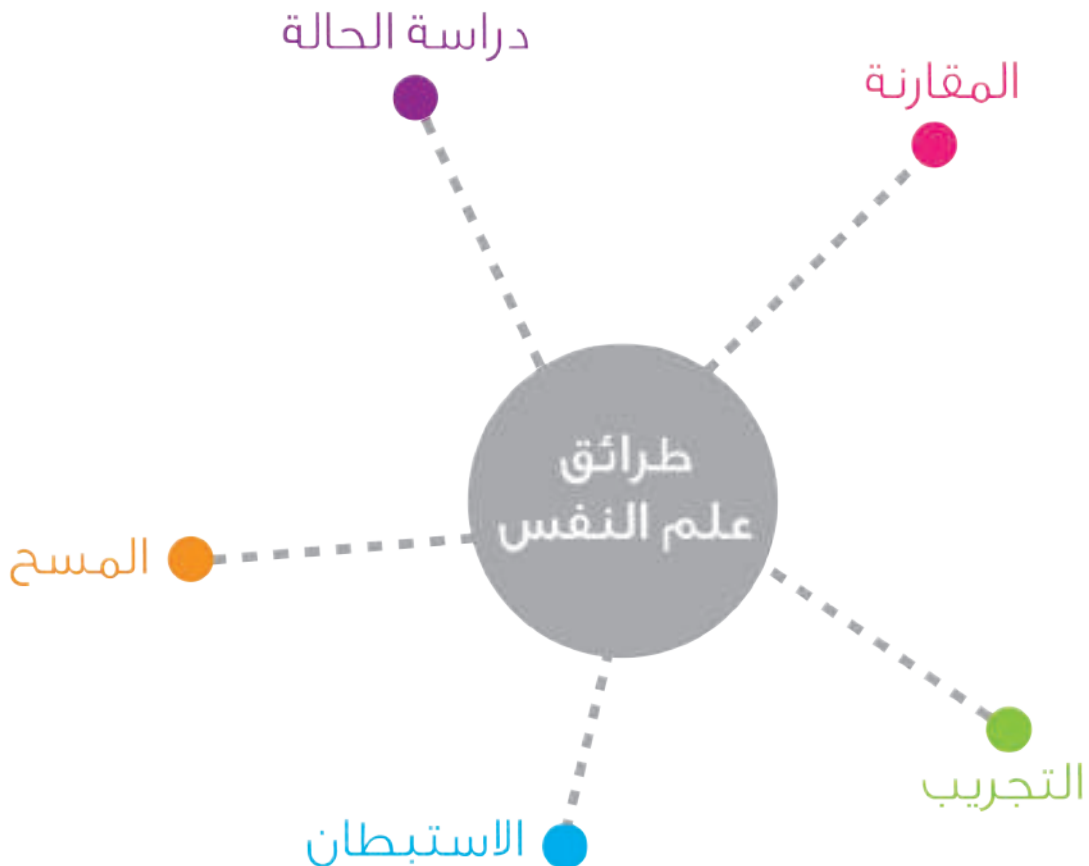 دراسة الحالة
المقارنة
طرائق
علم النفس
المسح
التجريب
الاستبطان